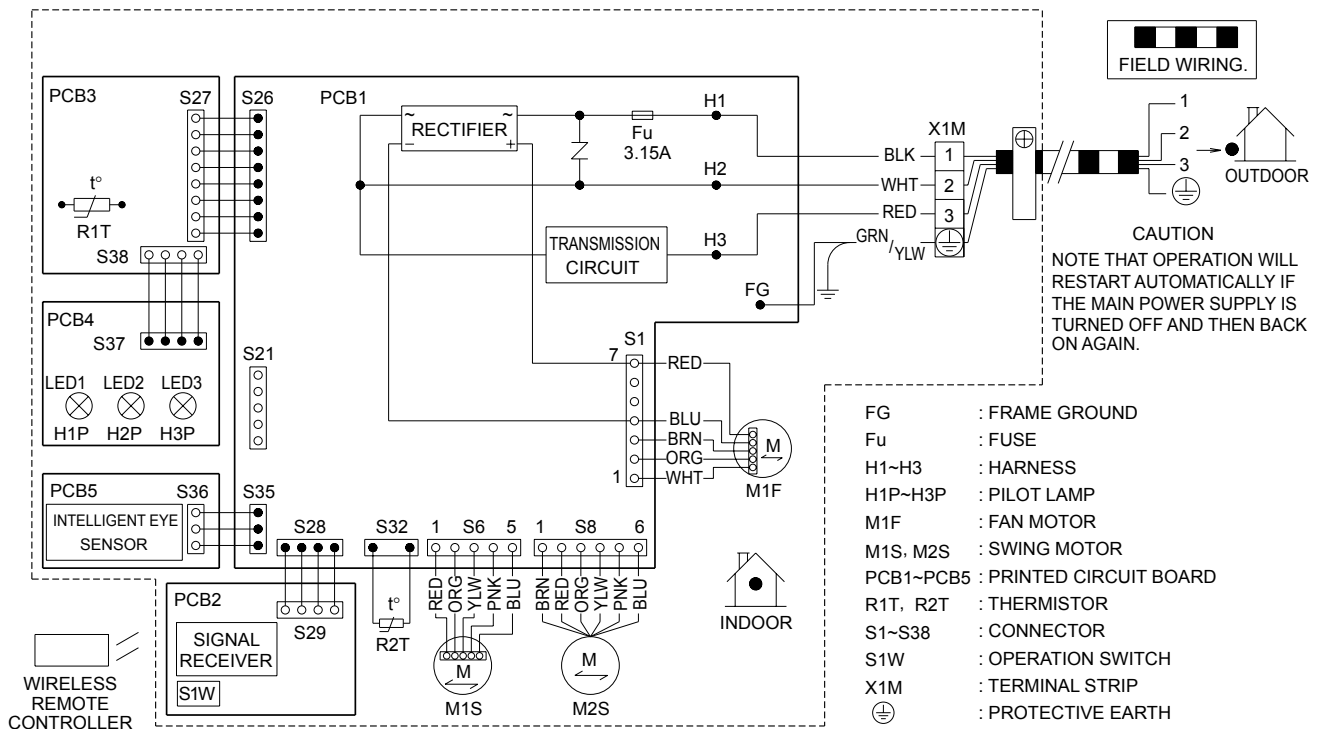 PCB3
S27
S26
PCB1
RECTIFIER
~
~
−
+
Fu
3.15A
H1
H2
H3
TRANSMISSION
CIRCUIT
FG
t°
R1T
S38
PCB4
S37
LED1 LED2 LED3
H1P H2P H3P
S21
PCB5
S36
S35
INTELLIGENT EYE
SENSOR
S28
S32
1 S6 5
1 S8 6
RED
ORG
YLW
PNK
BLU
BRN
RED
ORG
YLW
PNK
BLU
PCB2
S29
SIGNAL
RECEIVER
S1W
t°
R2T
M
M1S
M
M2S
WIRELESS
REMOTE
CONTROLLER
S1
7
1
RED
BLU
BRN
ORG
WHT
M
M1F
INDOOR
X1M
BLK 1
WHT 2
RED 3
GRN
/YLW
FIELD WIRING.
1
2
3
OUTDOOR
CAUTION
NOTE THAT OPERATION WILL
RESTART AUTOMATICALLY IF
THE MAIN POWER SUPPLY IS
TURNED OFF AND THEN BACK
ON AGAIN.
FG : FRAME GROUND
Fu : FUSE
H1~H3 : HARNESS
H1P~H3P : PILOT LAMP
M1F : FAN MOTOR
M1S, M2S : SWING MOTOR
PCB1~PCB5 : PRINTED CIRCUIT BOARD
R1T, R2T : THERMISTOR
S1~S38 : CONNECTOR
S1W : OPERATION SWITCH
X1M : TERMINAL STRIP
: PROTECTIVE EARTH